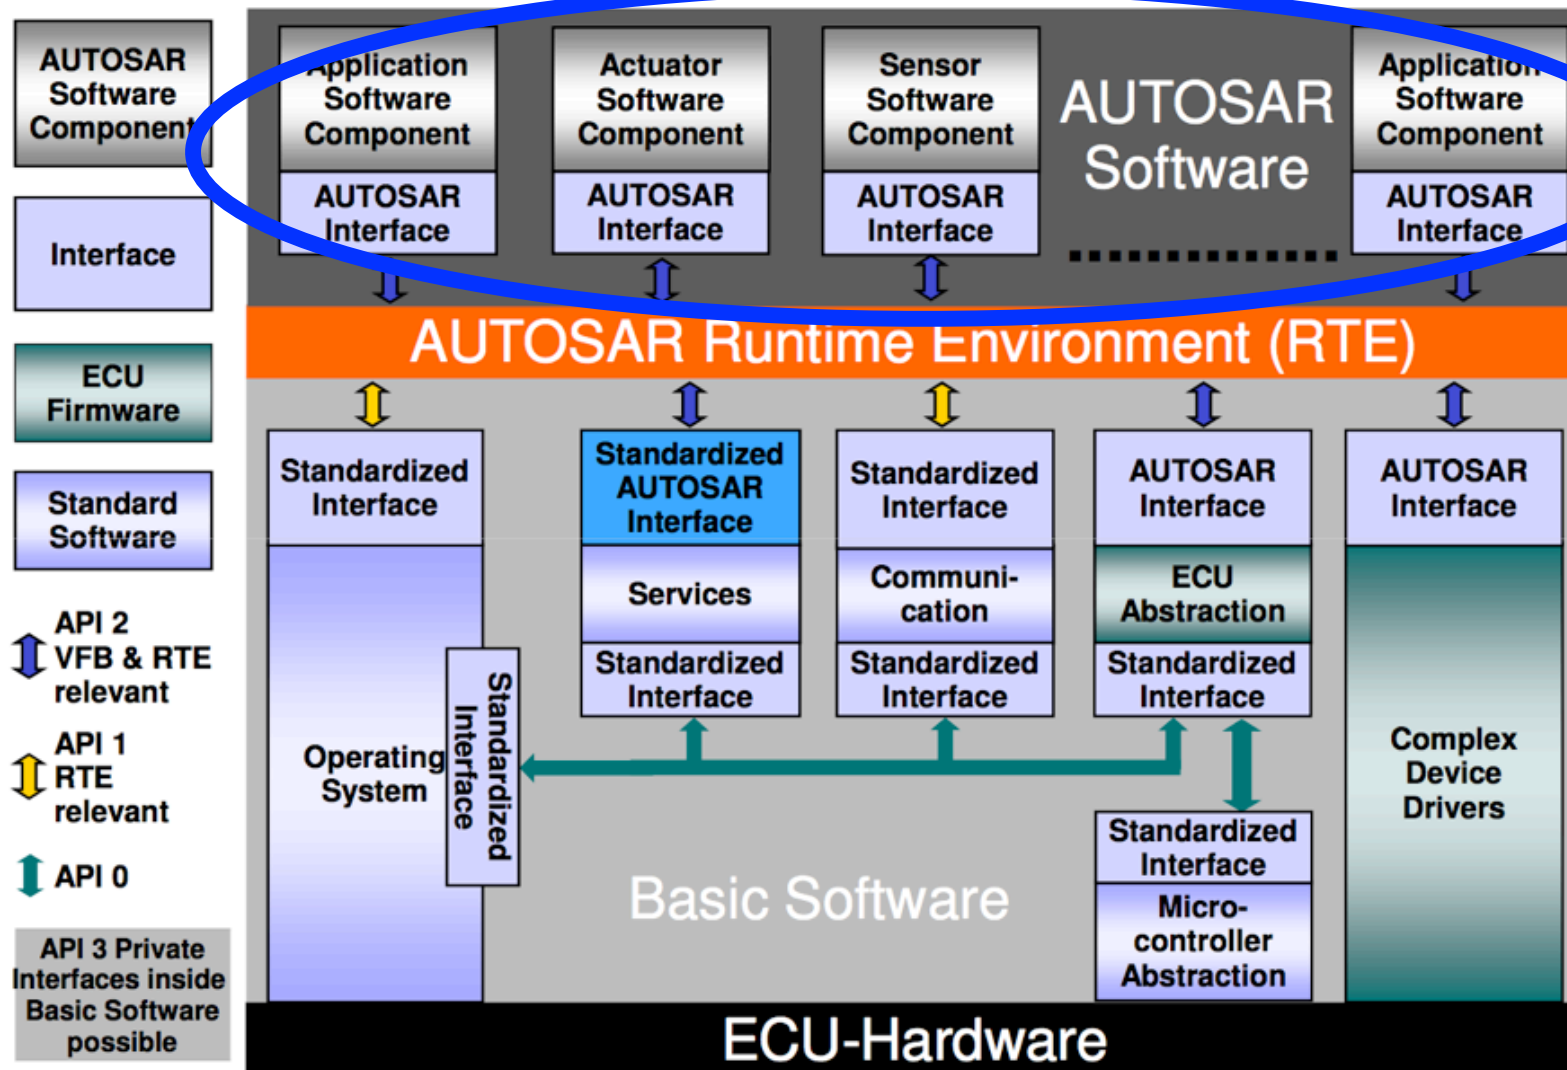 AUTOSAR
Software
Component
Interface
ECU
Firmware
Standard
Software
API 2
VFB & RTE
relevant
API 1
RTE
relevant
API 0
API 3 Private
Interfaces inside
Basic Software
possible
Application
Software
Component
AUTOSAR
Interface
Actuator
Software
Component
AUTOSAR
Interface
Sensor
Software
Component
AUTOSAR
Interface
AUTOSAR
Software
Application
Software
Component
AUTOSAR
Interface
AUTOSAR Runtime Environment (RTE)
Standardized
Interface
Operating
System
Standardized
Interface
Standardized
AUTOSAR
Interface
Services
Standardized
Interface
Standardized
Interface
Communi-
cation
Standardized
Interface
AUTOSAR
Interface
ECU
Abstraction
Standardized
Interface
Standardized
Interface
Micro-
controller
Abstraction
AUTOSAR
Interface
Complex
Device
Drivers
Basic Software
ECU-Hardware